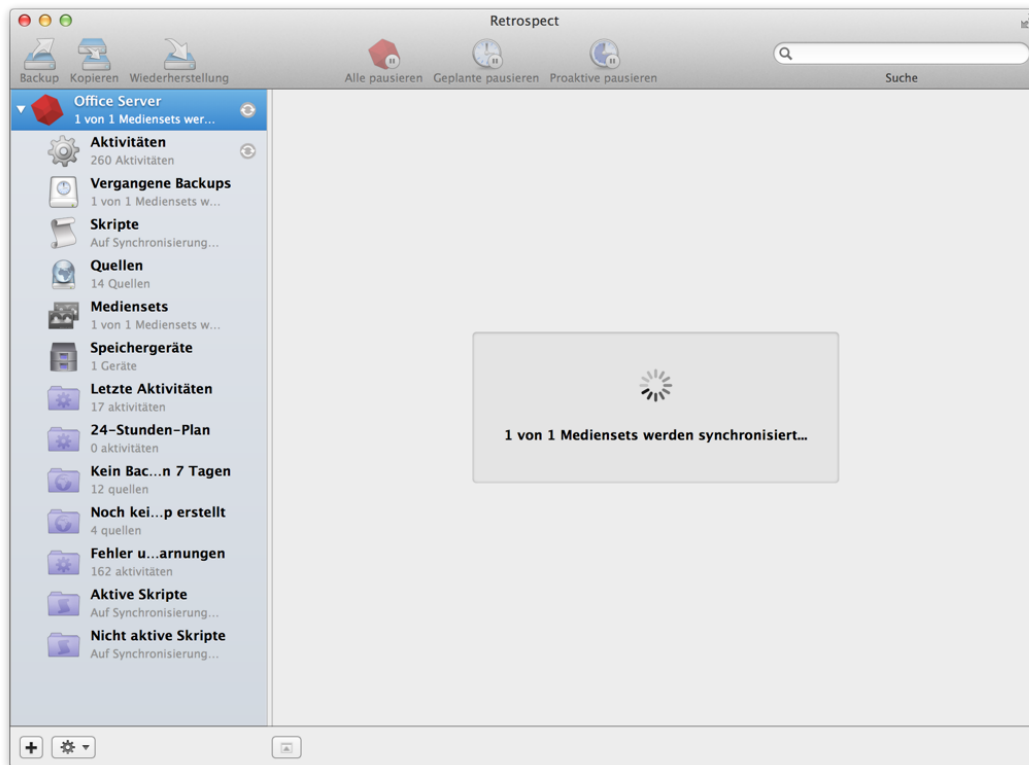 Retrospect
Backup Kopieren Wiederherstellung Alle pausieren Geplante pausieren Proaktive pausieren Suche
Office Server
1 von 1 Mediensets wer...
Aktivitäten
260 Aktivitäten
Vergangene Backups
1 von 1 Mediensets w...
Skripte
Auf Synchronisierung...
Quellen
14 Quellen
Mediensets
1 von 1 Mediensets w...
Speichergeräte
1 Geräte
Letzte Aktivitäten
17 aktivitäten
24-Stunden-Plan
0 aktivitäten
Kein Bac...n 7 Tagen
12 quellen
Noch kei...p erstellt
4 quellen
Fehler u...arnungen
162 aktivitäten
Aktive Skripte
Auf Synchronisierung...
Nicht aktive Skripte
Auf Synchronisierung...
1 von 1 Mediensets werden synchronisiert...